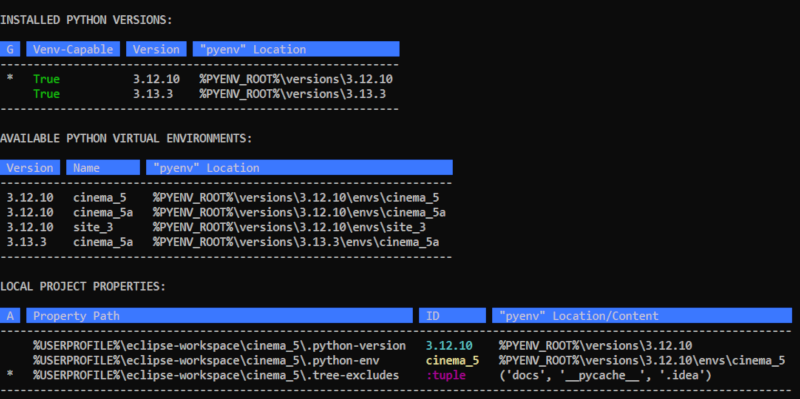 INSTALLED PYTHON VERSIONS:
G Venv-Capable Version "pyenv" Location
---------------------------------------------------------
* True 3.12.10 %PYENV_ROOT%\versions\3.12.10
True 3.13.3 %PYENV_ROOT%\versions\3.13.3
---------------------------------------------------------
AVAILABLE PYTHON VIRTUAL ENVIRONMENTS:
Version Name "pyenv" Location
-----------------------------------------------------------------
3.12.10 cinema_5 %PYENV_ROOT%\versions\3.12.10\envs\cinema_5
3.12.10 cinema_5a %PYENV_ROOT%\versions\3.12.10\envs\cinema_5a
3.12.10 site_3 %PYENV_ROOT%\versions\3.12.10\envs\site_3
3.13.3 cinema_5a %PYENV_ROOT%\versions\3.13.3\envs\cinema_5a
-----------------------------------------------------------------
LOCAL PROJECT PROPERTIES:
A Property Path ID "pyenv" Location/Content
--------------------------------------------------------------------------------------------------------------------
%USERPROFILE%\eclipse-workspace\cinema_5\.python-version 3.12.10 %PYENV_ROOT%\versions\3.12.10
%USERPROFILE%\eclipse-workspace\cinema_5\.python-env cinema_5 %PYENV_ROOT%\versions\3.12.10\envs\cinema_5
* %USERPROFILE%\eclipse-workspace\cinema_5\.tree-excludes :tuple ('docs', '__pycache__', '.idea')
--------------------------------------------------------------------------------------------------------------------